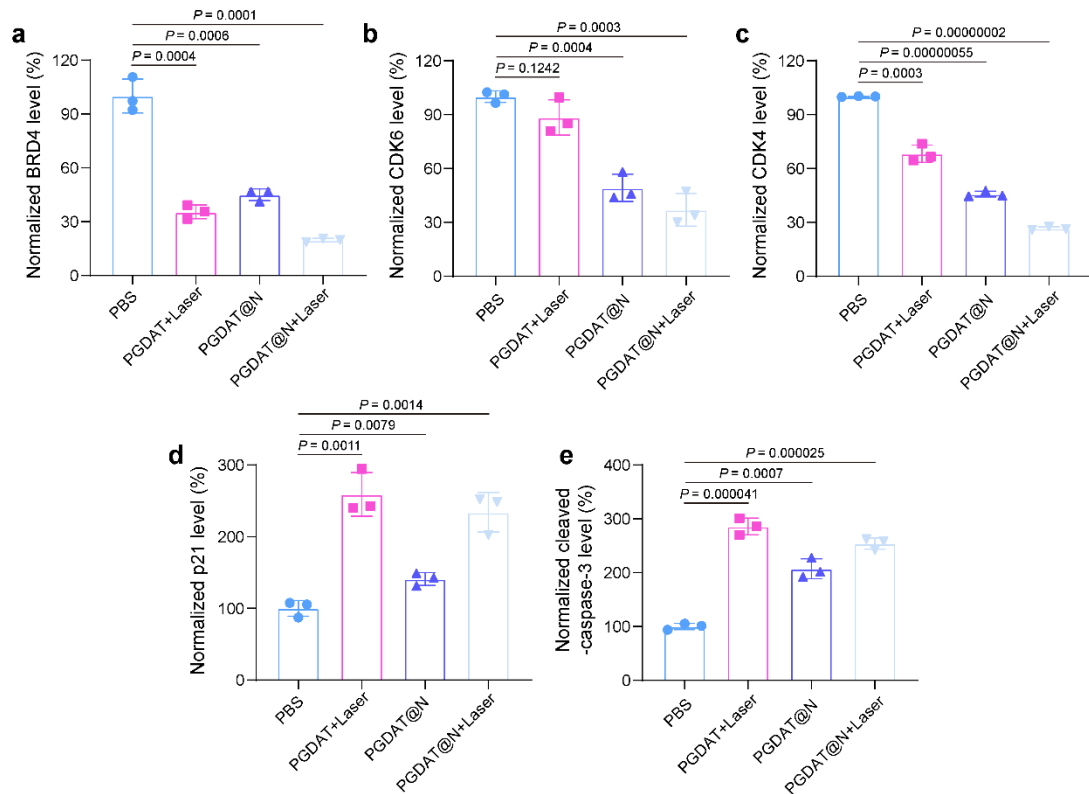 a
P = 0.0001
P = 0.0006
P = 0.0004
Normalized BRD4 level (%)
120
90
60
30
0
PBS
PGDAT+Laser
PGDAT@N
PGDAT@N+Laser
b
P = 0.0003
P = 0.0004
P = 0.1242
Normalized CDK6 level (%)
120
90
60
30
0
PBS
PGDAT+Laser
PGDAT@N
PGDAT@N+Laser
c
P = 0.00000002
P = 0.00000055
P = 0.0003
Normalized CDK4 level (%)
120
90
60
30
0
PBS
PGDAT+Laser
PGDAT@N
PGDAT@N+Laser
d
P = 0.0014
P = 0.0079
P = 0.0011
Normalized p21 level (%)
300
200
100
0
PBS
PGDAT+Laser
PGDAT@N
PGDAT@N+Laser
e
P = 0.000025
P = 0.0007
P = 0.000041
Normalized cleaved
-caspase-3 level (%)
400
300
200
100
0
PBS
PGDAT+Laser
PGDAT@N
PGDAT@N+Laser